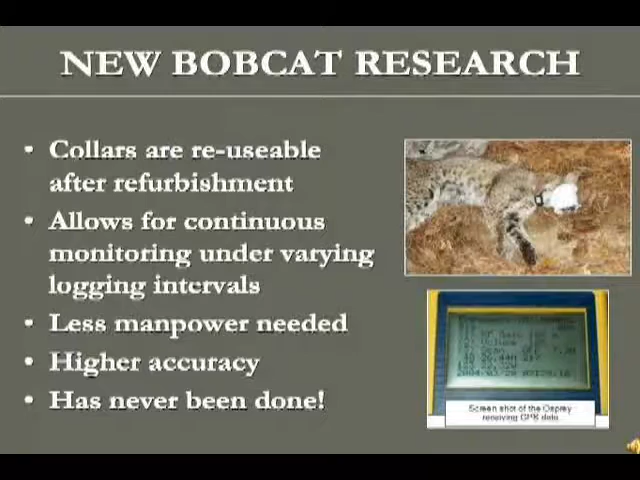 NEW BOBCAT RESEARCH
• Collars are re-useable
after refurbishment
• Allows for continuous
monitoring under varying
logging intervals
• Less manpower needed
• Higher accuracy
• Has never been done!
Screen shot of the Osprey
receiving GPS data